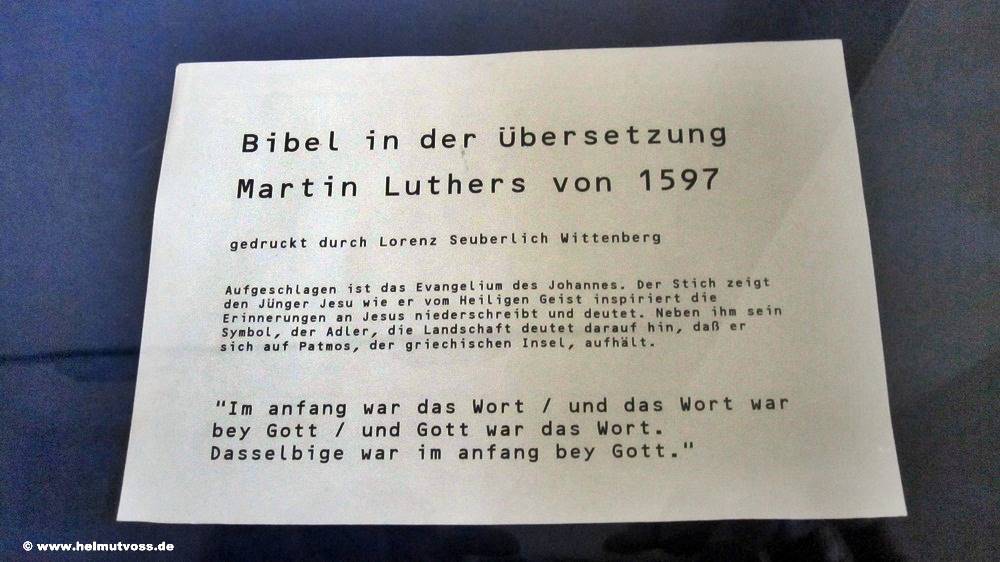 Bibel in der Übersetzung
Martin Luthers von 1597
gedruckt durch Lorenz Seuberlich Wittenberg
Aufgeschlagen ist das Evangelium des Johannes. Der Stich zeigt
den Jünger Jesu wie er vom Heiligen Geist inspiriert die
Erinnerungen an Jesus niederschreibt und deutet. Neben ihm sein
Symbol, der Adler, die Landschaft deutet darauf hin, daß er
sich auf Patmos, der griechischen Insel, aufhält.
"Im anfang war das Wort / und das Wort war
bey Gott / und Gott war das Wort.
Dasselbige war im anfang bey Gott."
© www.helmutvoss.de